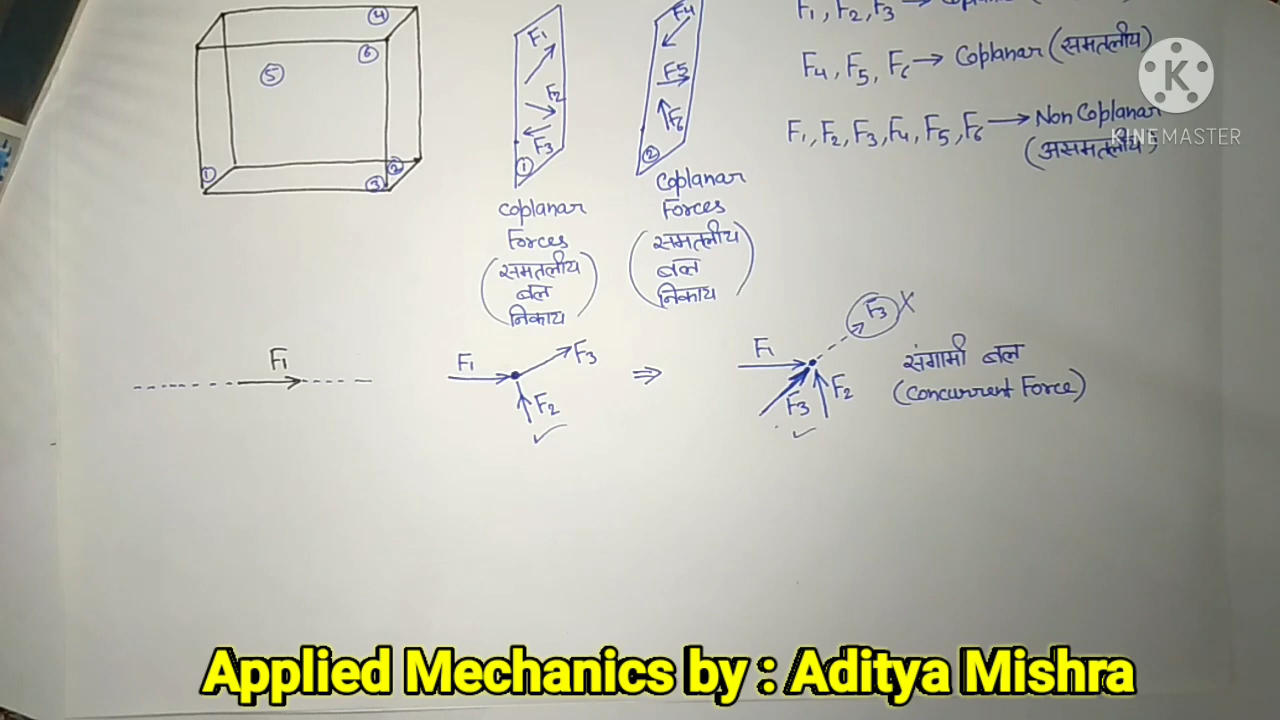 F1, F2, F3 →
F4, F5, F6 → Coplanar (समतलीय)
F1, F2, F3, F4, F5, F6 → Non Coplanar
(असमतलीय)
KINEMASTER
K
4
6
5
1
2
3
F1
F2
F3
1
Coplanar
Forces
(समतलीय
बल
निकाय)
F4
F5
F6
2
Coplanar
Forces
(समतलीय
बल
निकाय)
F1
F1
F3
F2
⇒
F1
F3 X
F3
F2
संगामी बल
(Concurrent Force)
Applied Mechanics by : Aditya Mishra